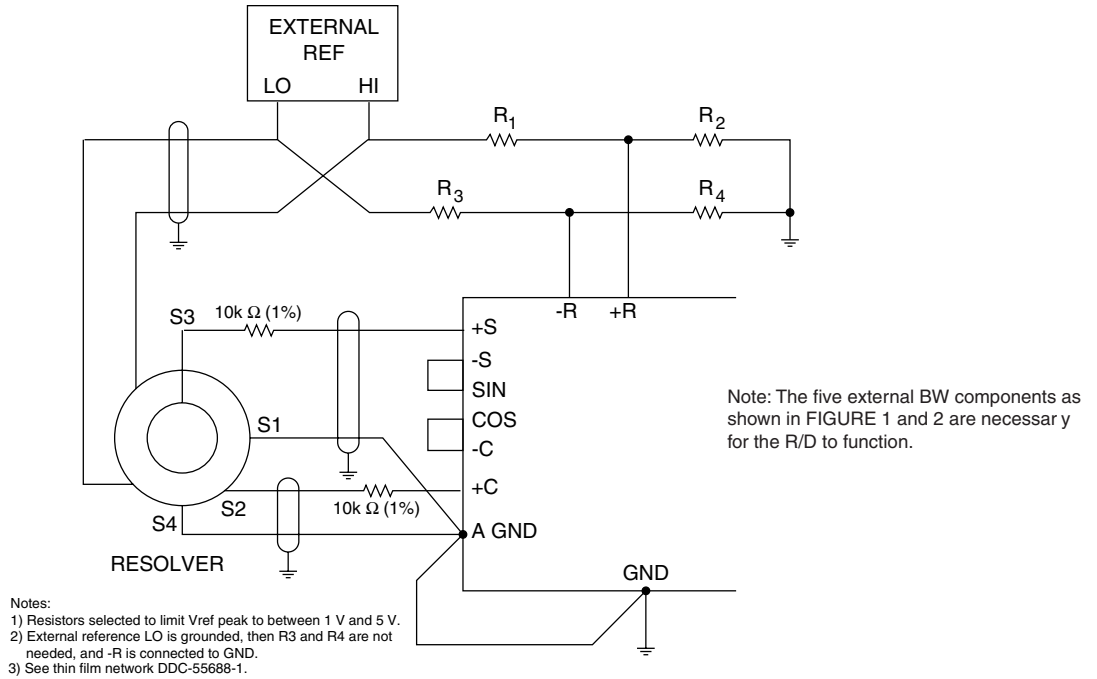 EXTERNAL
REF
LO HI
R1
R2
R3
R4
-R +R
S3
10k Ω (1%)
+S
-S
SIN
COS
-C
S1
+C
S2
10k Ω (1%)
S4
A GND
RESOLVER
GND
Note: The five external BW components as
shown in FIGURE 1 and 2 are necessar y
for the R/D to function.
Notes:
1) Resistors selected to limit Vref peak to between 1 V and 5 V.
2) External reference LO is grounded, then R3 and R4 are not
needed, and -R is connected to GND.
3) See thin film network DDC-55688-1.